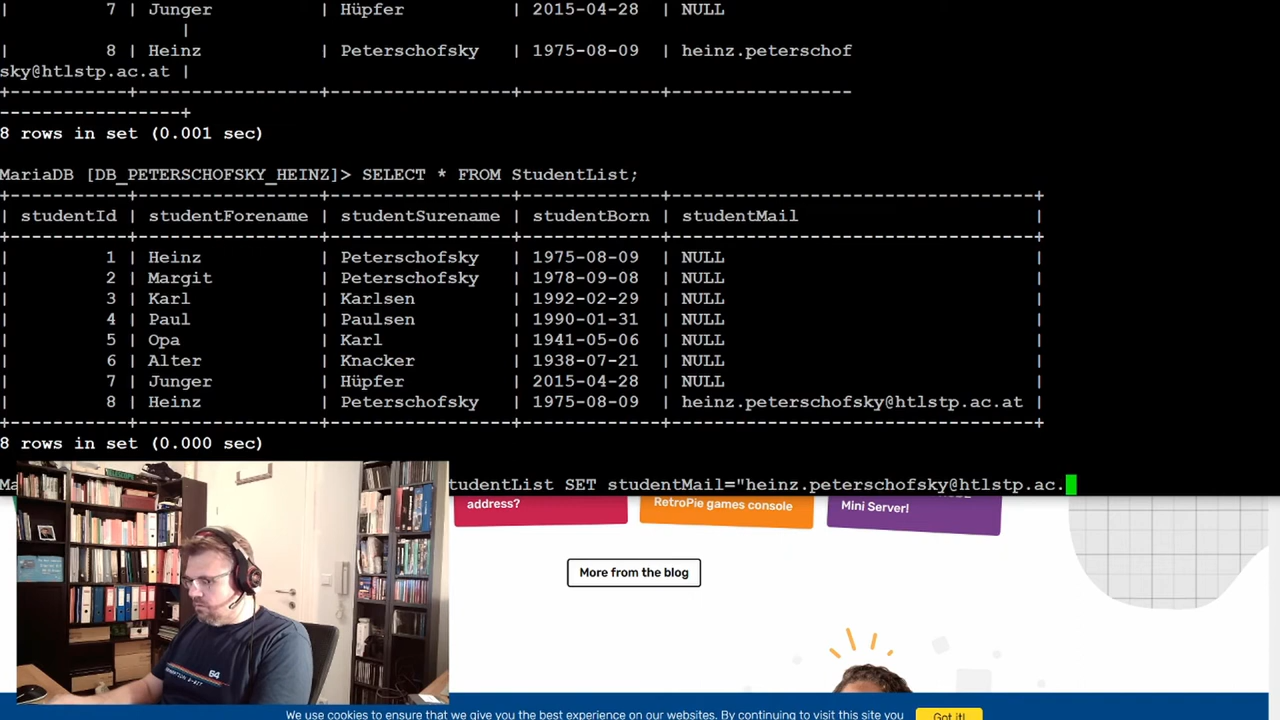 |         7 | Junger          | Hüpfer          | 2015-04-28  | NULL
                 |
|         8 | Heinz           | Peterschofsky   | 1975-08-09  | heinz.peterschof
sky@htlstp.ac.at |
+-----------+-----------------+-----------------+-------------+-----------------
-----------------+
8 rows in set (0.001 sec)
MariaDB [DB_PETERSCHOFSKY_HEINZ]> SELECT * FROM StudentList;
+-----------+-----------------+-----------------+-------------+----------------------------------+
| studentId | studentForename | studentSurename | studentBorn | studentMail                      |
+-----------+-----------------+-----------------+-------------+----------------------------------+
|         1 | Heinz           | Peterschofsky   | 1975-08-09  | NULL                             |
|         2 | Margit          | Peterschofsky   | 1978-09-08  | NULL                             |
|         3 | Karl            | Karlsen         | 1992-02-29  | NULL                             |
|         4 | Paul            | Paulsen         | 1990-01-31  | NULL                             |
|         5 | Opa             | Karl            | 1941-05-06  | NULL                             |
|         6 | Alter           | Knacker         | 1938-07-21  | NULL                             |
|         7 | Junger          | Hüpfer          | 2015-04-28  | NULL                             |
|         8 | Heinz           | Peterschofsky   | 1975-08-09  | heinz.peterschofsky@htlstp.ac.at |
+-----------+-----------------+-----------------+-------------+----------------------------------+
8 rows in set (0.000 sec)
Ma tudentList SET studentMail="heinz.peterschofsky@htlstp.ac.
address?
RetroPie games console
Mini Server!
More from the blog
64
We use cookies to ensure that we give you the best experience on our websites. By continuing to visit this site you
Got it!